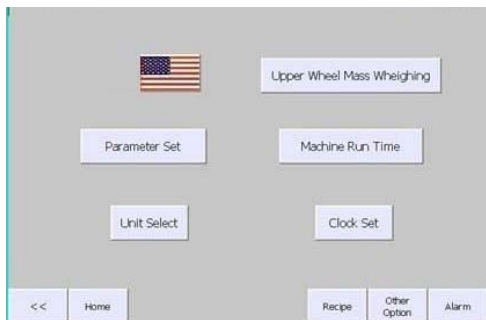 Upper Wheel Mass Wheighing
Parameter Set
Machine Run Time
Unit Select
Clock Set
<<
Home
Recipe
Other
Option
Alarm